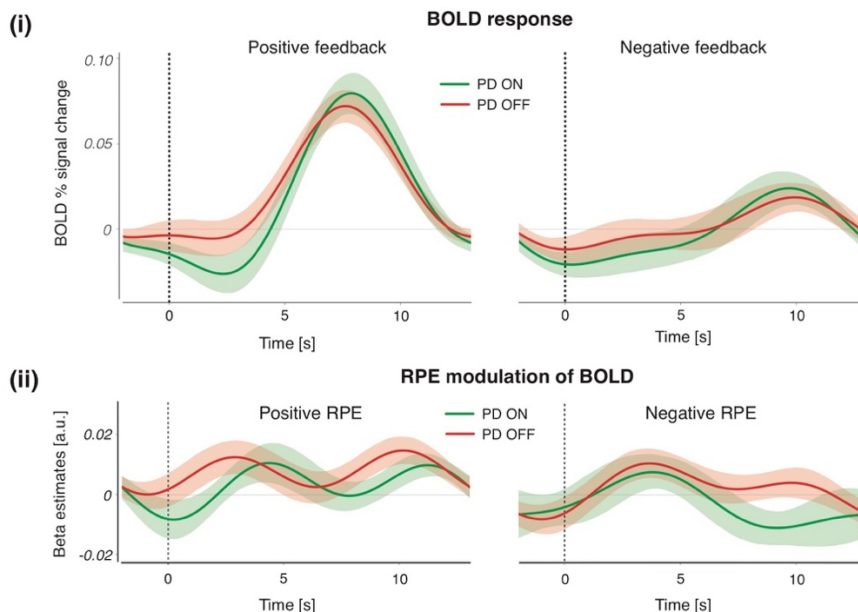 (i)
BOLD response
Positive feedback
Negative feedback
PD ON
PD OFF
BOLD % signal change
0.10
0.05
0
0
5
10
Time [s]
0
5
10
Time [s]
(ii)
RPE modulation of BOLD
Positive RPE
Negative RPE
PD ON
PD OFF
Beta estimates [a.u.]
0.02
0
-0.02
0
5
10
Time [s]
0
5
10
Time [s]